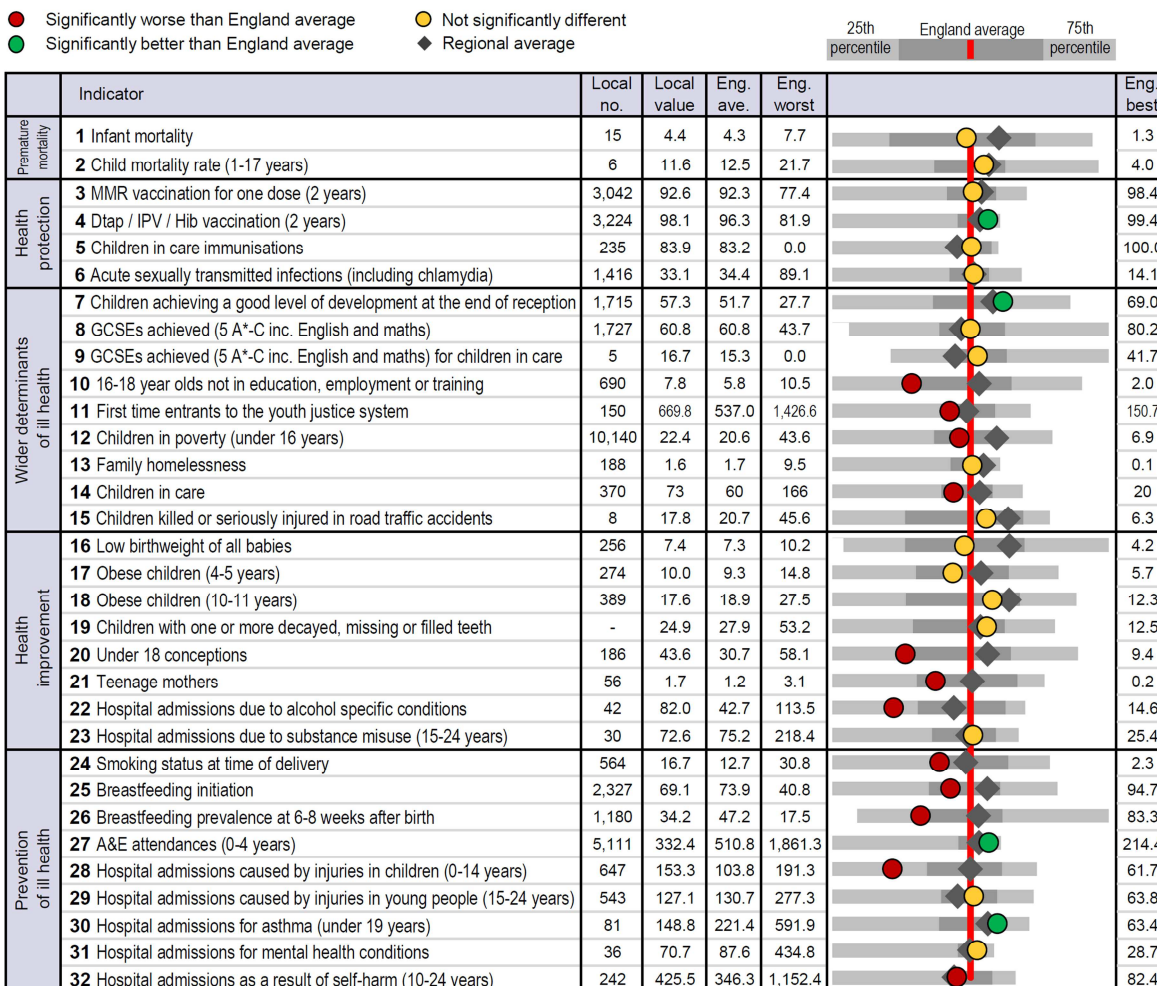 Significantly worse than England average
Not significantly different
Significantly better than England average
Regional average
25th percentile
England average
75th percentile
Indicator
Local no.
Local value
Eng. ave.
Eng. worst
Eng. best
Premature mortality
1 Infant mortality 15 4.4 4.3 7.7 1.3
2 Child mortality rate (1-17 years) 6 11.6 12.5 21.7 4.0
Health protection
3 MMR vaccination for one dose (2 years) 3,042 92.6 92.3 77.4 98.4
4 Dtap / IPV / Hib vaccination (2 years) 3,224 98.1 96.3 81.9 99.4
5 Children in care immunisations 235 83.9 83.2 0.0 100.0
6 Acute sexually transmitted infections (including chlamydia) 1,416 33.1 34.4 89.1 14.1
Wider determinants of ill health
7 Children achieving a good level of development at the end of reception 1,715 57.3 51.7 27.7 69.0
8 GCSEs achieved (5 A*-C inc. English and maths) 1,727 60.8 60.8 43.7 80.2
9 GCSEs achieved (5 A*-C inc. English and maths) for children in care 5 16.7 15.3 0.0 41.7
10 16-18 year olds not in education, employment or training 690 7.8 5.8 10.5 2.0
11 First time entrants to the youth justice system 150 669.8 537.0 1,426.6 150.7
12 Children in poverty (under 16 years) 10,140 22.4 20.6 43.6 6.9
13 Family homelessness 188 1.6 1.7 9.5 0.1
14 Children in care 370 73 60 166 20
15 Children killed or seriously injured in road traffic accidents 8 17.8 20.7 45.6 6.3
Health improvement
16 Low birthweight of all babies 256 7.4 7.3 10.2 4.2
17 Obese children (4-5 years) 274 10.0 9.3 14.8 5.7
18 Obese children (10-11 years) 389 17.6 18.9 27.5 12.3
19 Children with one or more decayed, missing or filled teeth - 24.9 27.9 53.2 12.5
20 Under 18 conceptions 186 43.6 30.7 58.1 9.4
21 Teenage mothers 56 1.7 1.2 3.1 0.2
22 Hospital admissions due to alcohol specific conditions 42 82.0 42.7 113.5 14.6
23 Hospital admissions due to substance misuse (15-24 years) 30 72.6 75.2 218.4 25.4
Prevention of ill health
24 Smoking status at time of delivery 564 16.7 12.7 30.8 2.3
25 Breastfeeding initiation 2,327 69.1 73.9 40.8 94.7
26 Breastfeeding prevalence at 6-8 weeks after birth 1,180 34.2 47.2 17.5 83.3
27 A&E attendances (0-4 years) 5,111 332.4 510.8 1,861.3 214.4
28 Hospital admissions caused by injuries in children (0-14 years) 647 153.3 103.8 191.3 61.7
29 Hospital admissions caused by injuries in young people (15-24 years) 543 127.1 130.7 277.3 63.8
30 Hospital admissions for asthma (under 19 years) 81 148.8 221.4 591.9 63.4
31 Hospital admissions for mental health conditions 36 70.7 87.6 434.8 28.7
32 Hospital admissions as a result of self-harm (10-24 years) 242 425.5 346.3 1,152.4 82.4